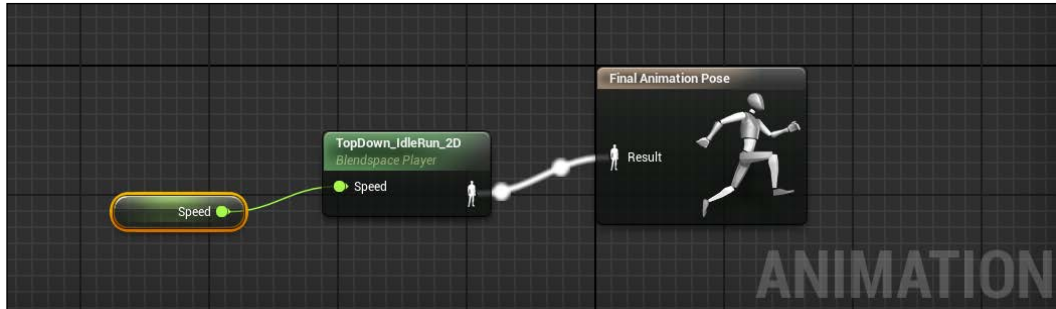 Final Animation Pose
TopDown_IdleRun_2D
Blendspace Player
Result
Speed
Speed
ANIMATION